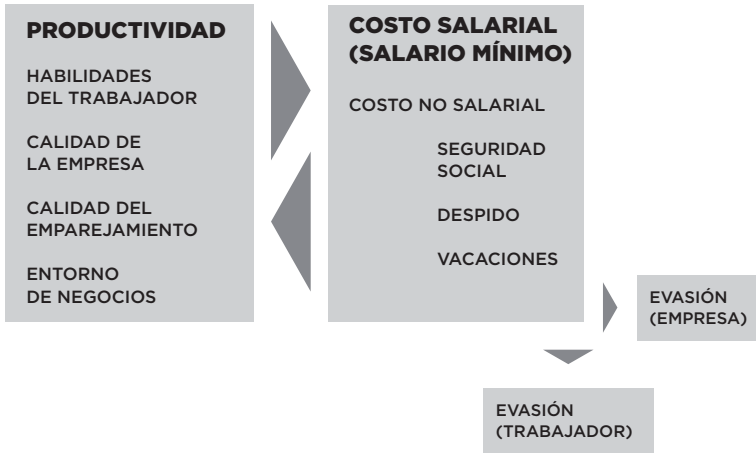 PRODUCTIVIDAD
HABILIDADES
DEL TRABAJADOR
CALIDAD DE
LA EMPRESA
CALIDAD DEL
EMPAREJAMIENTO
ENTORNO
DE NEGOCIOS
COSTO SALARIAL
(SALARIO MÍNIMO)
COSTO NO SALARIAL
SEGURIDAD
SOCIAL
DESPIDO
VACACIONES
EVASIÓN
(EMPRESA)
EVASIÓN
(TRABAJADOR)